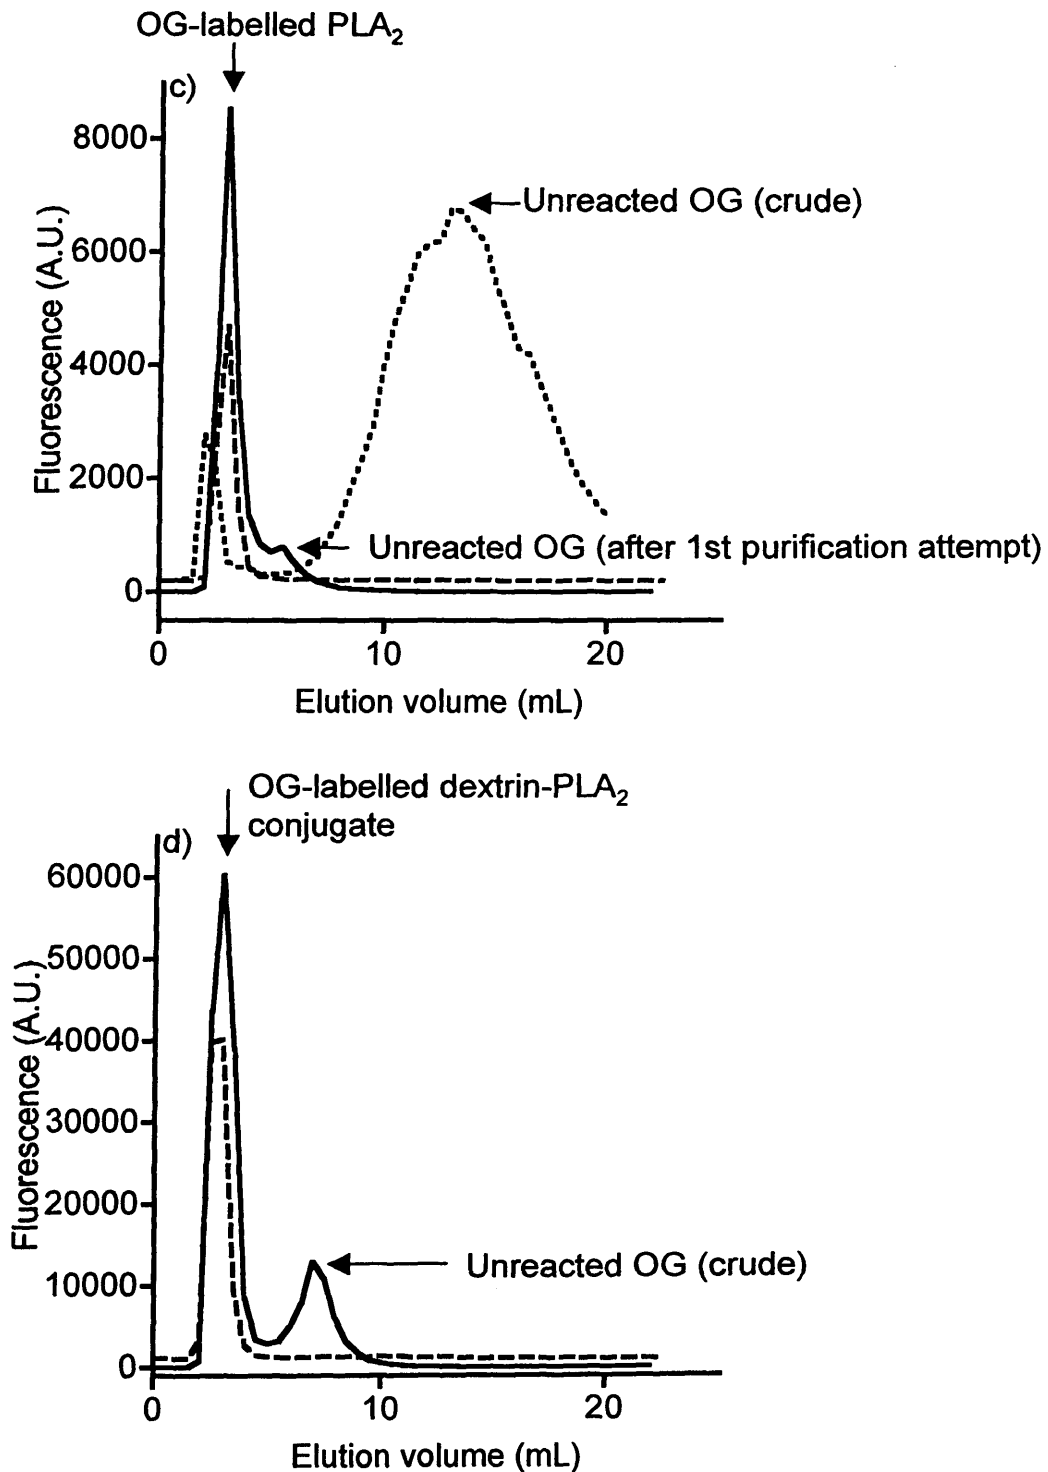 OG-labelled PLA₂
c)
8000
6000
4000
2000
0
Fluorescence (A.U.)
Unreacted OG (crude)
Unreacted OG (after 1st purification attempt)
0 10 20
Elution volume (mL)
OG-labelled dextrin-PLA₂
conjugate
d)
60000
50000
40000
30000
20000
10000
0
Fluorescence (A.U.)
Unreacted OG (crude)
0 10 20
Elution volume (mL)